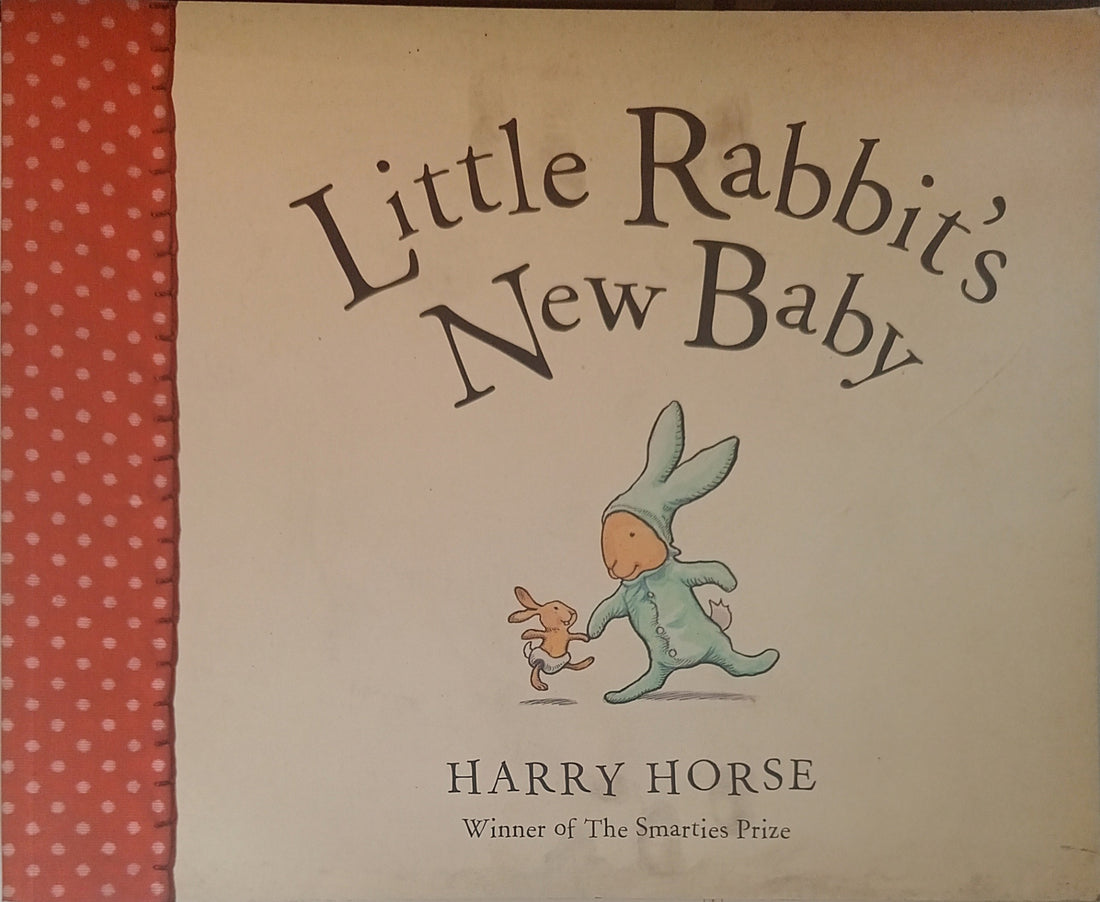 Little Rabbit's
New Baby
HARRY HORSE
Winner of The Smarties Prize